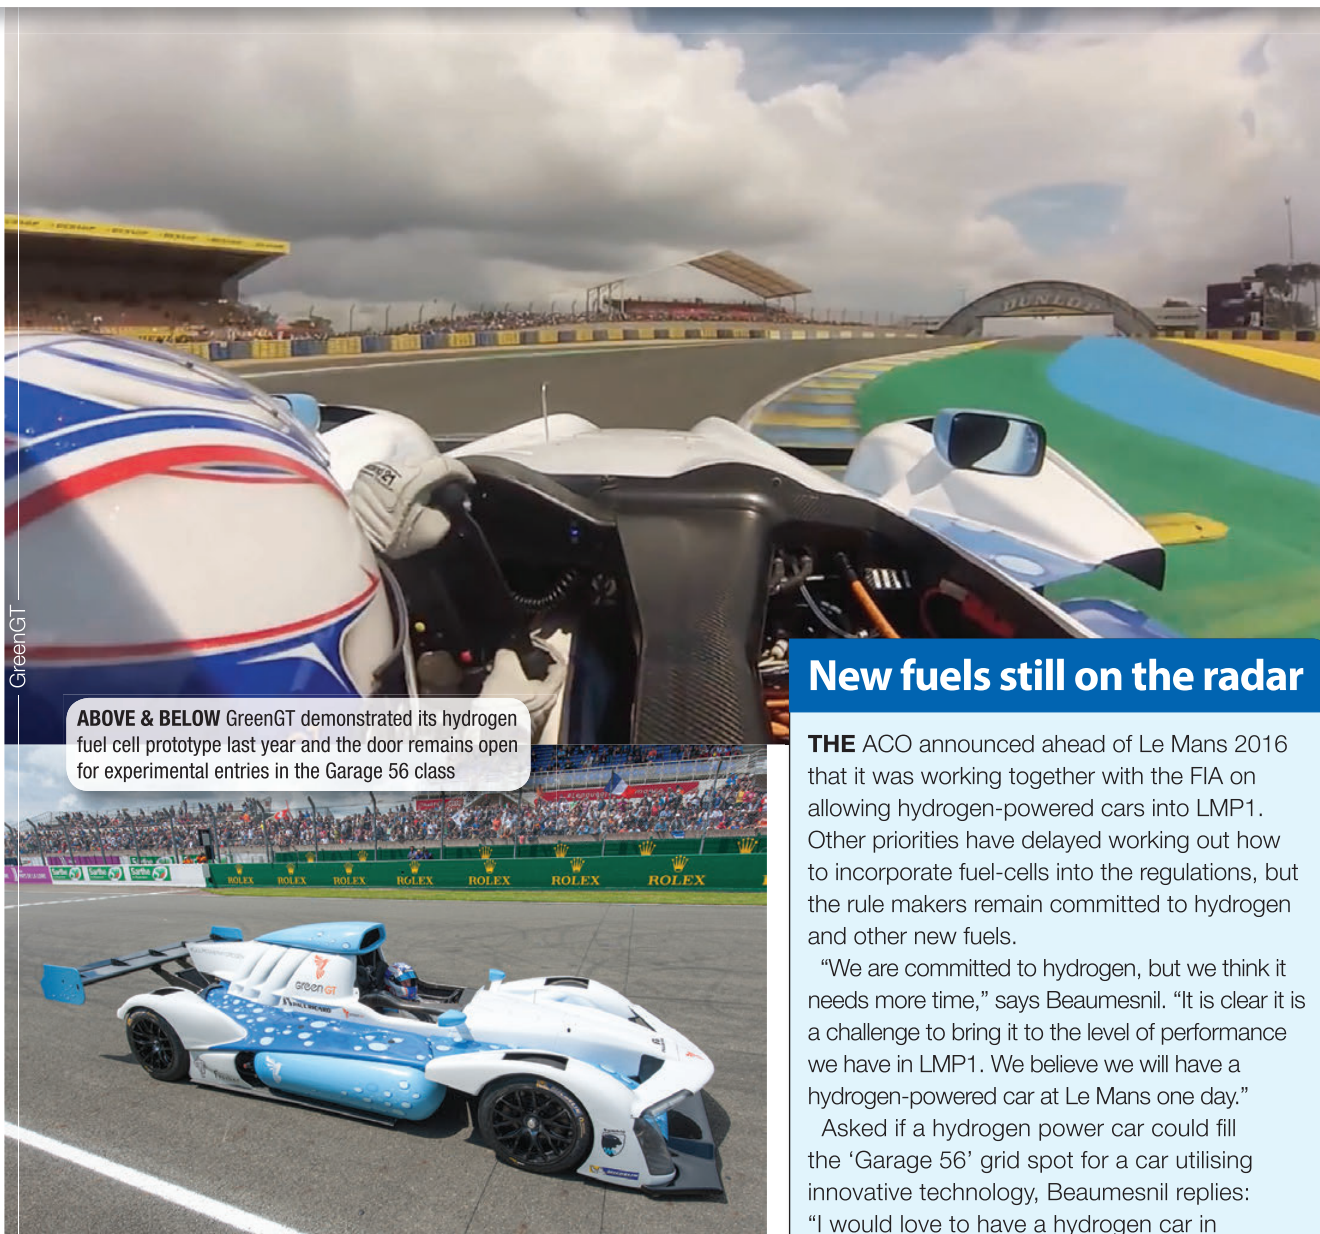 DUNLOP
GreenGT
ABOVE & BELOW GreenGT demonstrated its hydrogen
fuel cell prototype last year and the door remains open
for experimental entries in the Garage 56 class
ROLEX ROLEX ROLEX ROLEX ROLEX ROLEX ROLEX
Sarthe Sarthe Sarthe
GREEN GT
New fuels still on the radar
THE ACO announced ahead of Le Mans 2016
that it was working together with the FIA on
allowing hydrogen-powered cars into LMP1.
Other priorities have delayed working out how
to incorporate fuel-cells into the regulations, but
the rule makers remain committed to hydrogen
and other new fuels.
“We are committed to hydrogen, but we think it
needs more time,” says Beaumesnil. “It is clear it is
a challenge to bring it to the level of performance
we have in LMP1. We believe we will have a
hydrogen-powered car at Le Mans one day.”
Asked if a hydrogen power car could fill
the ‘Garage 56’ grid spot for a car utilising
innovative technology, Beaumesnil replies:
“I would love to have a hydrogen car in